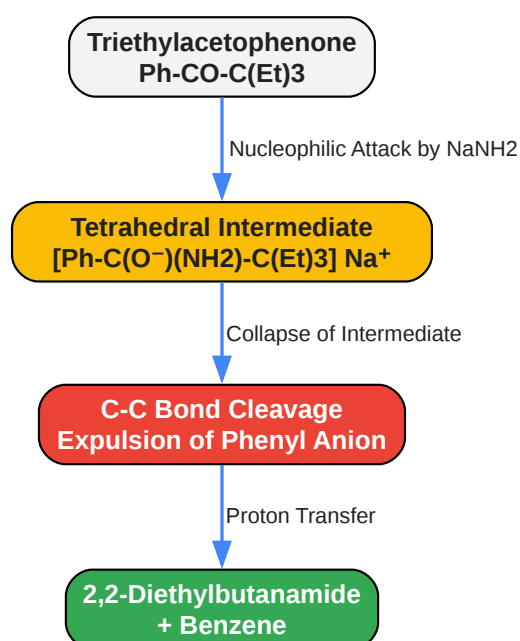 Triethylacetophenone
Ph-CO-C(Et)3
Nucleophilic Attack by NaNH2
Tetrahedral Intermediate
[Ph-C(O⁻)(NH2)-C(Et)3] Na⁺
Collapse of Intermediate
C-C Bond Cleavage
Expulsion of Phenyl Anion
Proton Transfer
2,2-Diethylbutanamide
+ Benzene